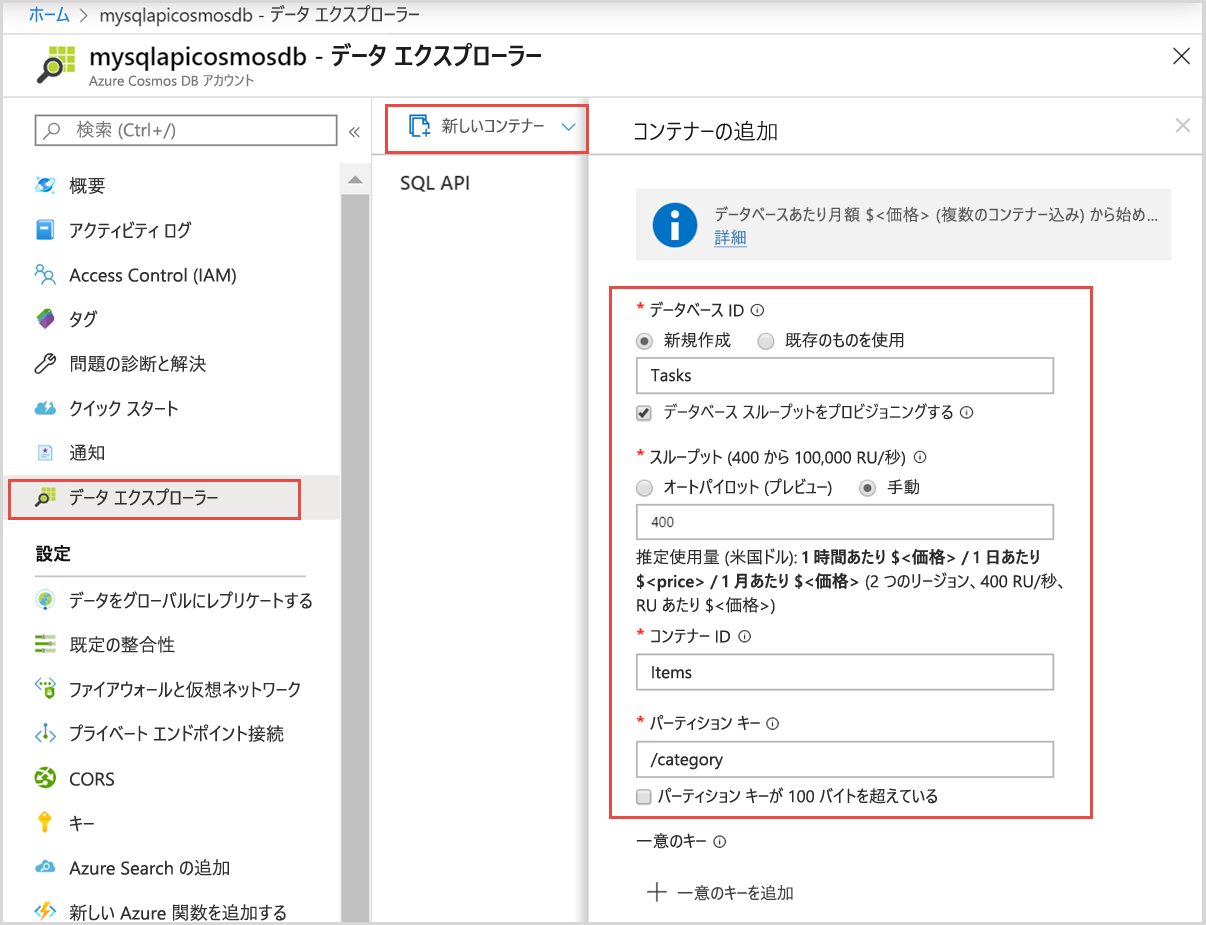 ホーム > mysqlapicosmosdb - データ エクスプローラー
mysqlapicosmosdb - データ エクスプローラー
Azure Cosmos DB アカウント
検索 (Ctrl+/)
«
概要
アクティビティ ログ
Access Control (IAM)
タグ
問題の診断と解決
クイック スタート
通知
データ エクスプローラー
設定
データをグローバルにレプリケートする
既定の整合性
ファイアウォールと仮想ネットワーク
プライベート エンドポイント接続
CORS
キー
Azure Search の追加
新しい Azure 関数を追加する
新しいコンテナー
SQL API
コンテナーの追加
データベースあたり月額 $<価格> (複数のコンテナー込み) から始め...
詳細
* データベース ID
新規作成 既存のものを使用
Tasks
データベース スループットをプロビジョニングする
* スループット (400 から 100,000 RU/秒)
オートパイロット (プレビュー) 手動
400
推定使用量 (米国ドル): 1 時間あたり $<価格> / 1 日あたり
$<price> / 1 月あたり $<価格> (2 つのリージョン、400 RU/秒、
RU あたり $<価格>)
* コンテナー ID
Items
* パーティション キー
/category
パーティション キーが 100 バイトを超えている
一意のキー
+ 一意のキーを追加